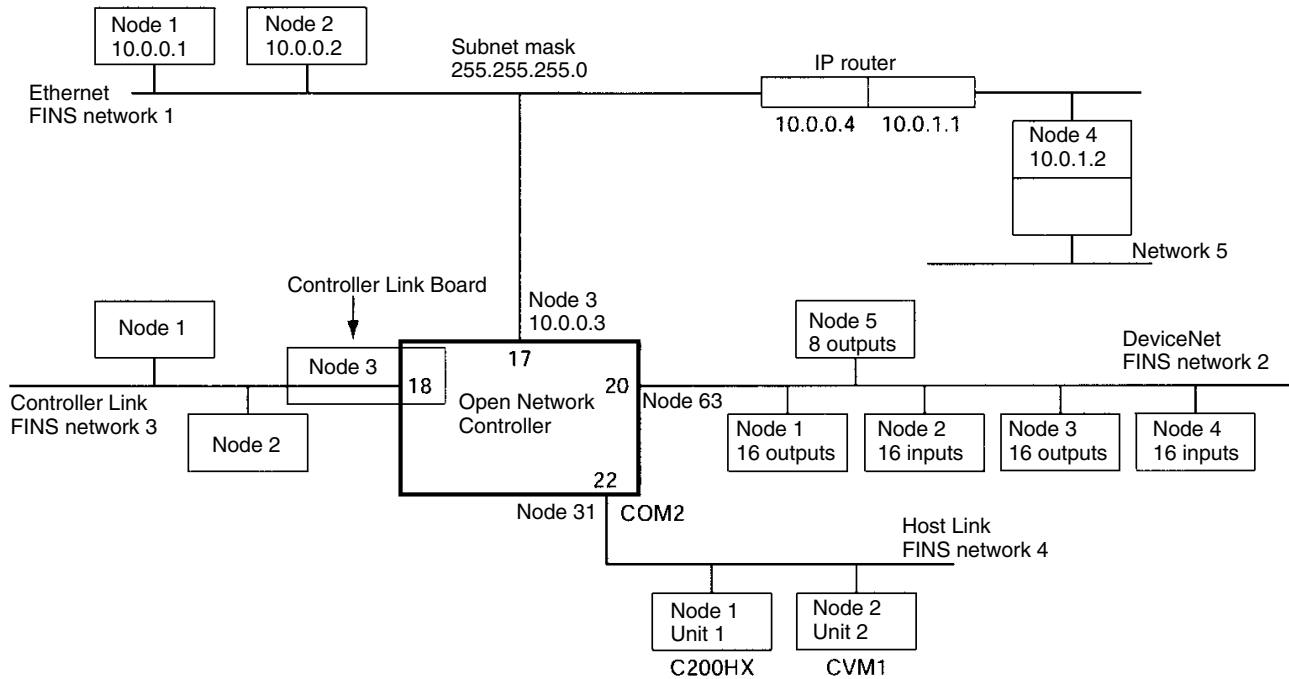 Node 1
10.0.0.1
Node 2
10.0.0.2
Subnet mask
255.255.255.0
IP router
Ethernet
FINS network 1
10.0.0.4
10.0.1.1
Node 4
10.0.1.2
Network 5
Controller Link Board
Node 3
10.0.0.3
Node 1
Node 3
17
18
20
Open Network
Controller
22
Node 5
8 outputs
DeviceNet
FINS network 2
Controller Link
FINS network 3
Node 2
Node 63
Node 1
16 outputs
Node 2
16 inputs
Node 3
16 outputs
Node 4
16 inputs
Node 31
COM2
Host Link
FINS network 4
Node 1
Unit 1
Node 2
Unit 2
C200HX
CVM1